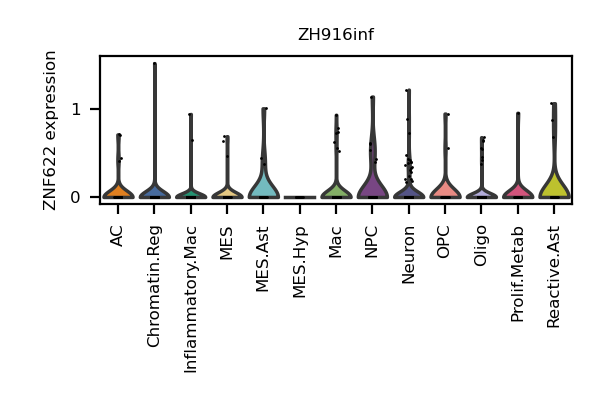 ZH916inf
ZNF622 expression
1
0
AC
Chromatin.Reg
Inflammatory.Mac
MES
MES.Ast
MES.Hyp
Mac
NPC
Neuron
OPC
Oligo
Prolif.Metab
Reactive.Ast